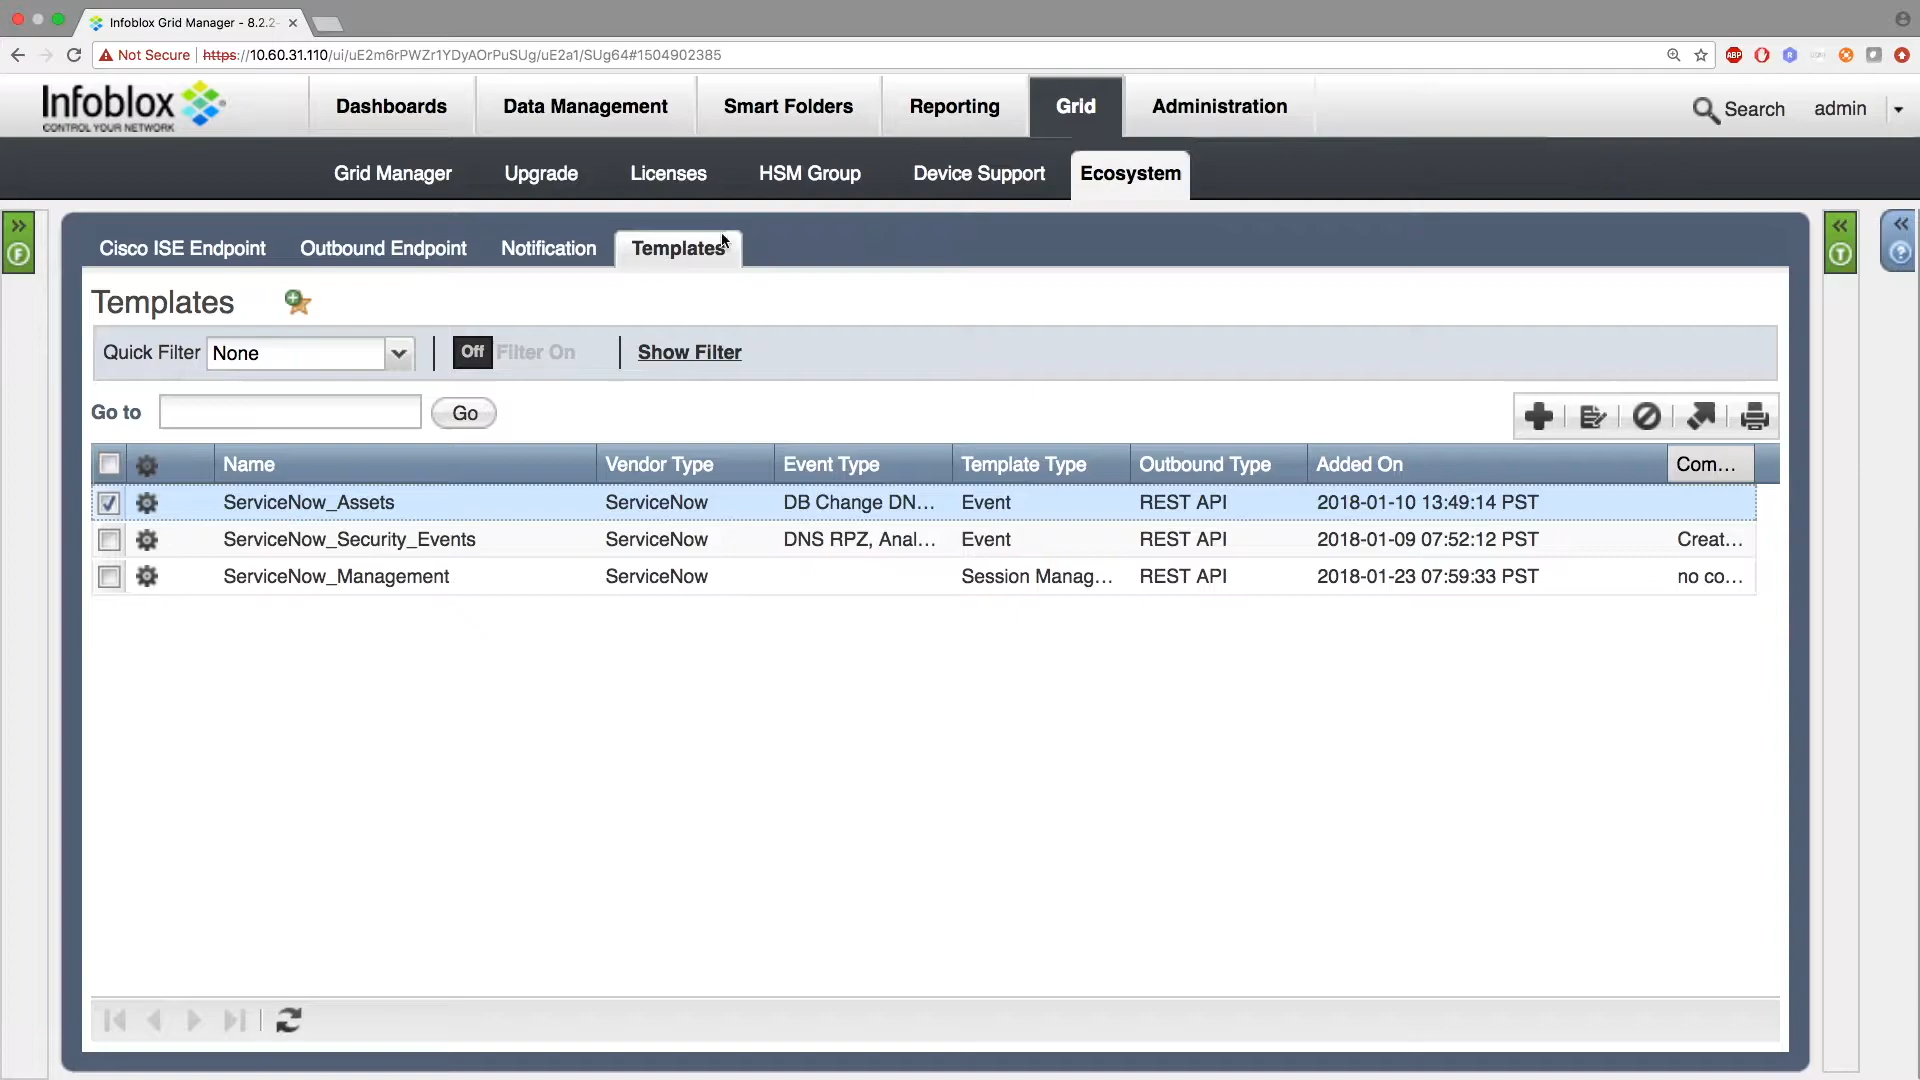 Infoblox Grid Manager - 8.2.2-
Not Secure https://10.60.31.110/ui/uE2m6rPWZr1YDyAOrPuSUg/uE2a1/SUg64#1504902385
ABP
Infoblox
CONTROL YOUR NETWORK
Dashboards Data Management Smart Folders Reporting Grid Administration
Search admin
Grid Manager Upgrade Licenses HSM Group Device Support Ecosystem
F
T
?
Cisco ISE Endpoint Outbound Endpoint Notification Templates
Templates
Quick Filter None Off Filter On Show Filter
Go to Go
Name Vendor Type Event Type Template Type Outbound Type Added On Com...
ServiceNow_Assets ServiceNow DB Change DN... Event REST API 2018-01-10 13:49:14 PST
ServiceNow_Security_Events ServiceNow DNS RPZ, Anal... Event REST API 2018-01-09 07:52:12 PST Creat...
ServiceNow_Management ServiceNow Session Manag... REST API 2018-01-23 07:59:33 PST no co...